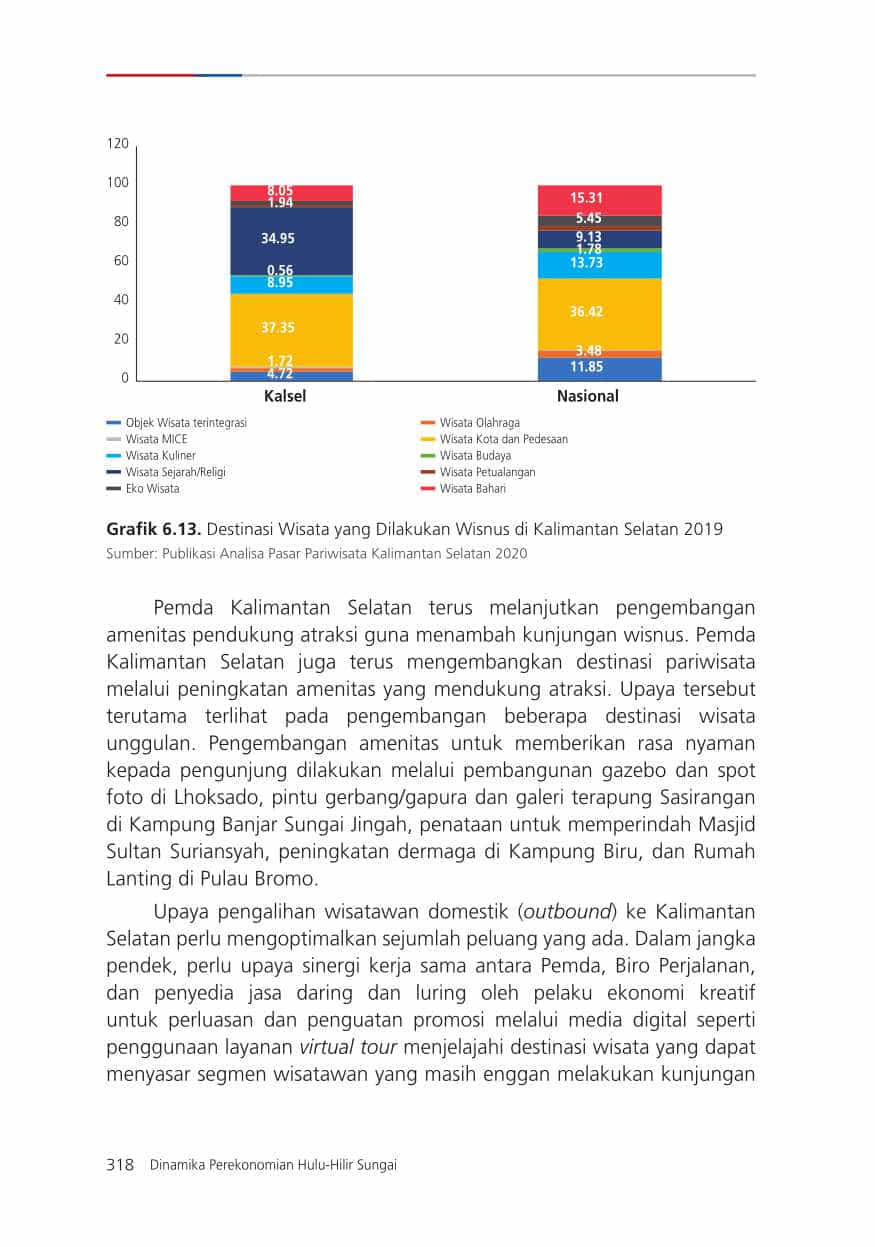 120
100
80
60
40
20
0
8.05
1.94
34.95
0.56
8.95
37.35
1.72
4.72
15.31
5.45
9.13
1.78
13.73
36.42
3.48
11.85
Kalsel
Nasional
Objek Wisata terintegrasi
Wisata Olahraga
Wisata MICE
Wisata Kota dan Pedesaan
Wisata Kuliner
Wisata Budaya
Wisata Sejarah/Religi
Wisata Petualangan
Eko Wisata
Wisata Bahari
Grafik 6.13. Destinasi Wisata yang Dilakukan Wisnus di Kalimantan Selatan 2019
Sumber: Publikasi Analisa Pasar Pariwisata Kalimantan Selatan 2020
Pemda Kalimantan Selatan terus melanjutkan pengembangan
amenitas pendukung atraksi guna menambah kunjungan wisnus. Pemda
Kalimantan Selatan juga terus mengembangkan destinasi pariwisata
melalui peningkatan amenitas yang mendukung atraksi. Upaya tersebut
terutama terlihat pada pengembangan beberapa destinasi wisata
unggulan. Pengembangan amenitas untuk memberikan rasa nyaman
kepada pengunjung dilakukan melalui pembangunan gazebo dan spot
foto di Lhoksado, pintu gerbang/gapura dan galeri terapung Sasirangan
di Kampung Banjar Sungai Jingah, penataan untuk memperindah Masjid
Sultan Suriansyah, peningkatan dermaga di Kampung Biru, dan Rumah
Lanting di Pulau Bromo.
Upaya pengalihan wisatawan domestik (outbound) ke Kalimantan
Selatan perlu mengoptimalkan sejumlah peluang yang ada. Dalam jangka
pendek, perlu upaya sinergi kerja sama antara Pemda, Biro Perjalanan,
dan penyedia jasa daring dan luring oleh pelaku ekonomi kreatif
untuk perluasan dan penguatan promosi melalui media digital seperti
penggunaan layanan virtual tour menjelajahi destinasi wisata yang dapat
menyasar segmen wisatawan yang masih enggan melakukan kunjungan
318 Dinamika Perekonomian Hulu-Hilir Sungai